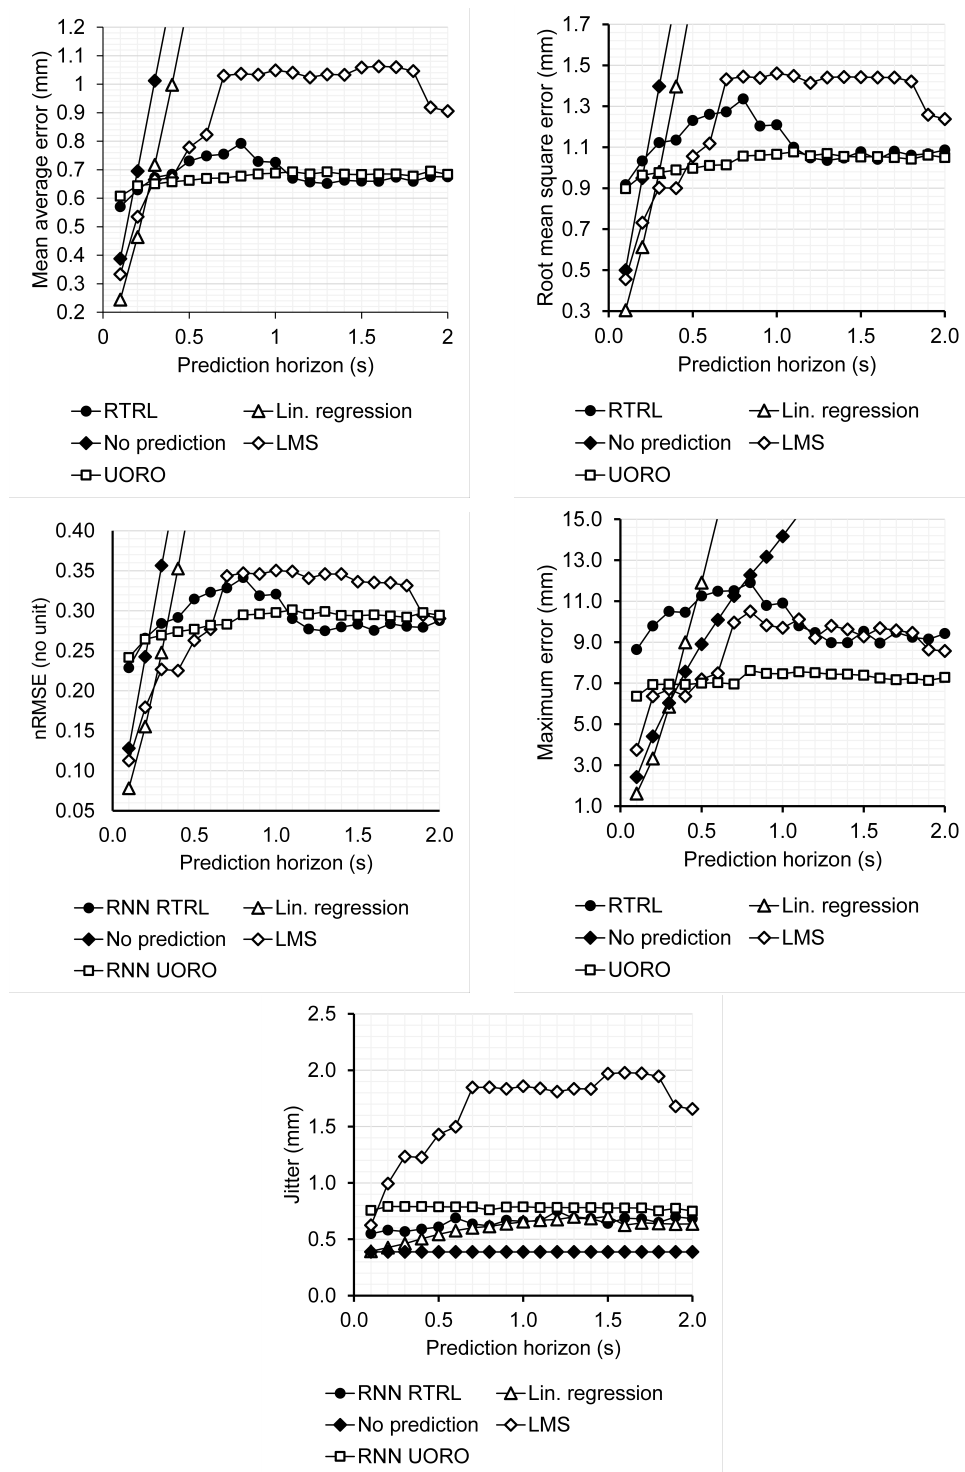 Mean average error (mm)
1.2
1.1
1
0.9
0.8
0.7
0.6
0.5
0.4
0.3
0.2
0 0.5 1 1.5 2
Prediction horizon (s)
RTRL Lin. regression
No prediction LMS
UORO
Root mean square error (mm)
1.7
1.5
1.3
1.1
0.9
0.7
0.5
0.3
0.0 0.5 1.0 1.5 2.0
Prediction horizon (s)
RTRL Lin. regression
No prediction LMS
UORO
nRMSE (no unit)
0.40
0.35
0.30
0.25
0.20
0.15
0.10
0.05
0.0 0.5 1.0 1.5 2.0
Prediction horizon (s)
RNN RTRL Lin. regression
No prediction LMS
RNN UORO
Maximum error (mm)
15.0
13.0
11.0
9.0
7.0
5.0
3.0
1.0
0.0 0.5 1.0 1.5 2.0
Prediction horizon (s)
RTRL Lin. regression
No prediction LMS
UORO
Jitter (mm)
2.5
2.0
1.5
1.0
0.5
0.0
0.0 0.5 1.0 1.5 2.0
Prediction horizon (s)
RNN RTRL Lin. regression
No prediction LMS
RNN UORO